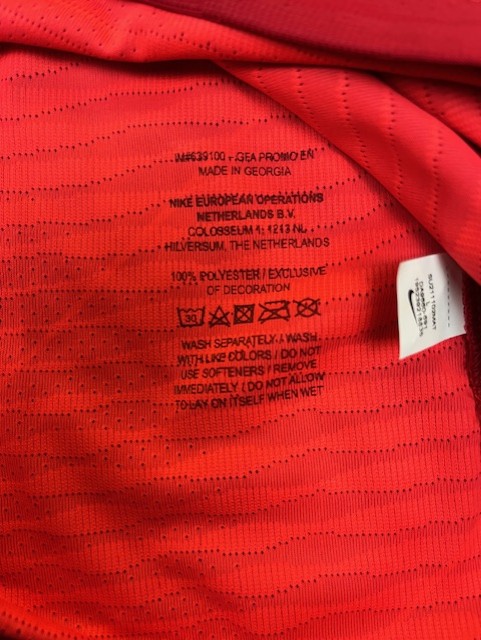 IM#639100 - GEA PROMO EN
MADE IN GEORGIA
NIKE EUROPEAN OPERATIONS
NETHERLANDS B.V.
COLOSSEUM 1; 1213 NL
HILVERSUM, THE NETHERLANDS
100% POLYESTER / EXCLUSIVE
OF DECORATION
30
WASH SEPARATELY / WASH
WITH LIKE COLORS / DO NOT
USE SOFTENERS / REMOVE
IMMEDIATELY / DO NOT ALLOW
TO LAY ON ITSELF WHEN WET